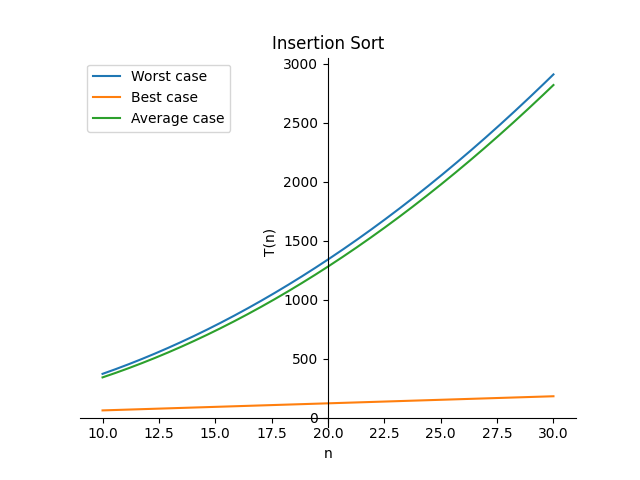 Insertion Sort
Worst case
Best case
Average case
3000
2500
2000
1500
1000
500
0
T(n)
10.0 12.5 15.0 17.5 20.0 22.5 25.0 27.5 30.0
n